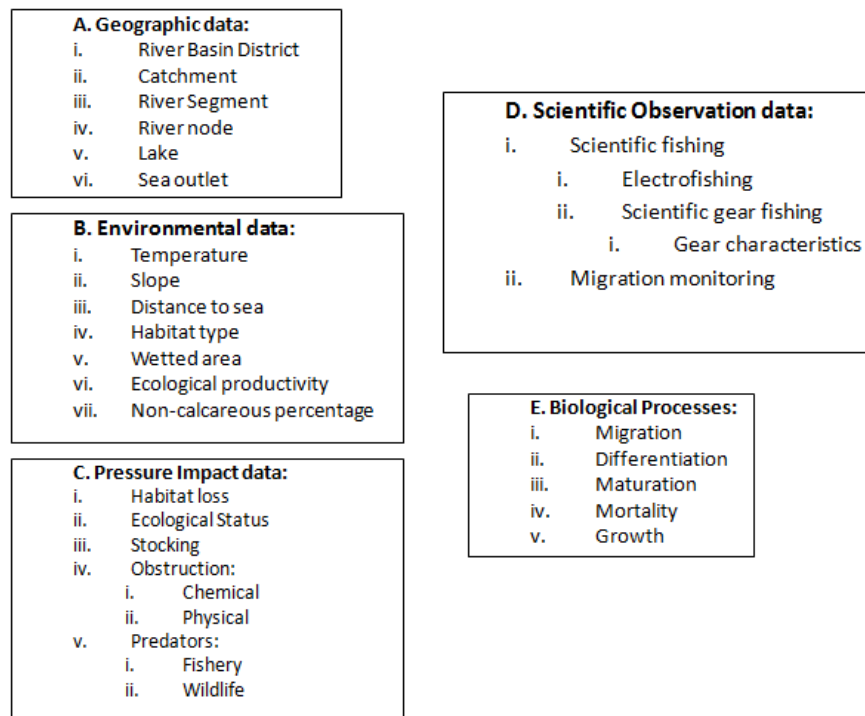 A. Geographic data:
i. River Basin District
ii. Catchment
iii. River Segment
iv. River node
v. Lake
vi. Sea outlet
B. Environmental data:
i. Temperature
ii. Slope
iii. Distance to sea
iv. Habitat type
v. Wetted area
vi. Ecological productivity
vii. Non-calcareous percentage
C. Pressure Impact data:
i. Habitat loss
ii. Ecological Status
iii. Stocking
iv. Obstruction:
i. Chemical
ii. Physical
v. Predators:
i. Fishery
ii. Wildlife
D. Scientific Observation data:
i. Scientific fishing
i. Electrofishing
ii. Scientific gear fishing
i. Gear characteristics
ii. Migration monitoring
E. Biological Processes:
i. Migration
ii. Differentiation
iii. Maturation
iv. Mortality
v. Growth